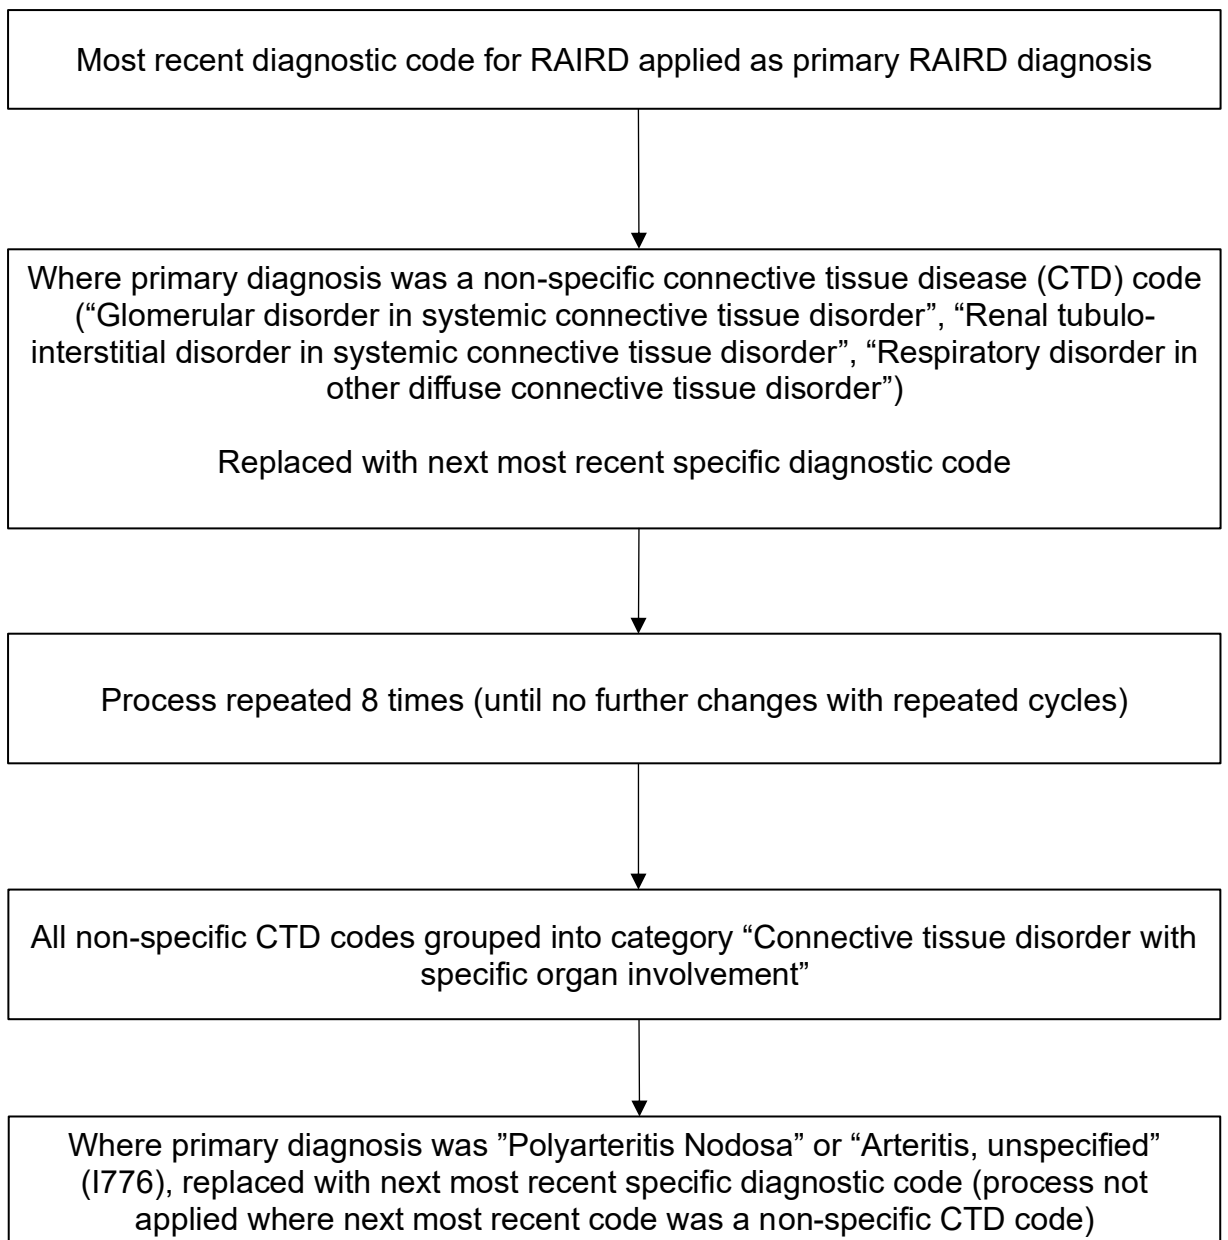 Most recent diagnostic code for RAIRD applied as primary RAIRD diagnosis
Where primary diagnosis was a non-specific connective tissue disease (CTD) code
(“Glomerular disorder in systemic connective tissue disorder”, “Renal tubulo-
interstitial disorder in systemic connective tissue disorder”, “Respiratory disorder in
other diffuse connective tissue disorder”)
Replaced with next most recent specific diagnostic code
Process repeated 8 times (until no further changes with repeated cycles)
All non-specific CTD codes grouped into category “Connective tissue disorder with
specific organ involvement”
Where primary diagnosis was ”Polyarteritis Nodosa” or “Arteritis, unspecified”
(I776), replaced with next most recent specific diagnostic code (process not
applied where next most recent code was a non-specific CTD code)